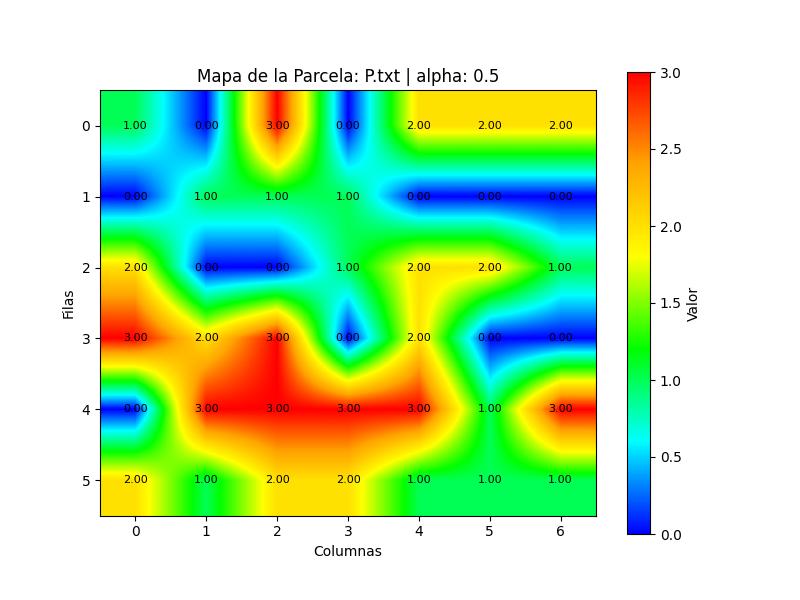 Mapa de la Parcela: P.txt | alpha: 0.5
0 1.00 0.00 3.00 0.00 2.00 2.00 2.00
1 0.00 1.00 1.00 1.00 0.00 0.00 0.00
2 2.00 0.00 0.00 1.00 2.00 2.00 1.00
3 3.00 2.00 3.00 0.00 2.00 0.00 0.00
4 0.00 3.00 3.00 3.00 3.00 1.00 3.00
5 2.00 1.00 2.00 2.00 1.00 1.00 1.00
0 1 2 3 4 5 6
Columnas
Filas
3.0
2.5
2.0
1.5
1.0
0.5
0.0
Valor